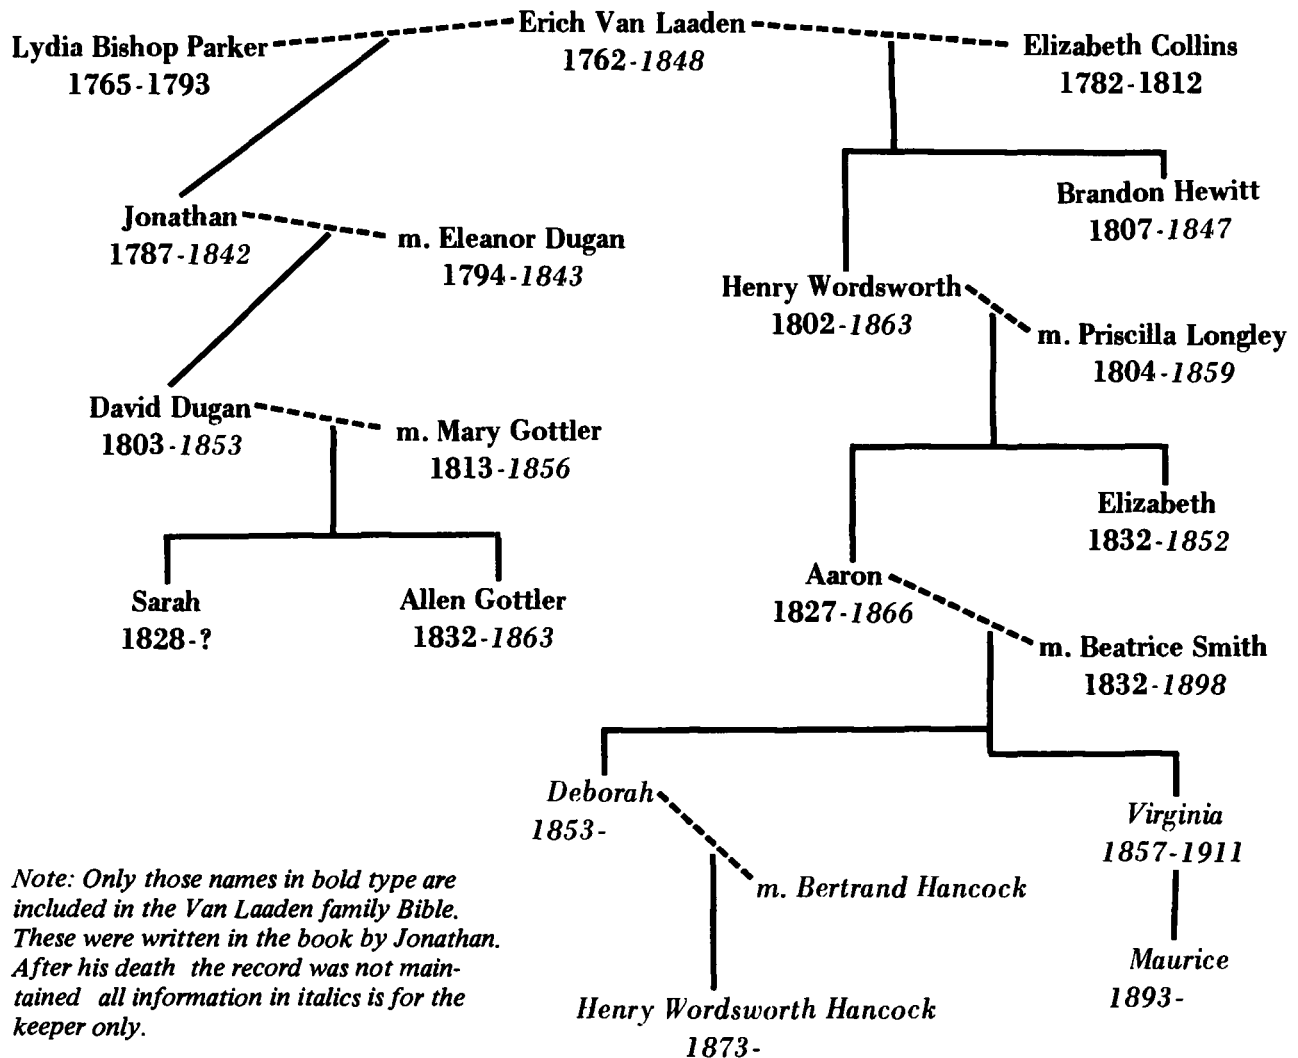 Lydia Bishop Parker
1765-1793
Erich Van Laaden
1762-1848
Elizabeth Collins
1782-1812
Jonathan
1787-1842
m. Eleanor Dugan
1794-1843
Brandon Hewitt
1807-1847
Henry Wordsworth
1802-1863
m. Priscilla Longley
1804-1859
David Dugan
1803-1853
m. Mary Gottler
1813-1856
Sarah
1828-?
Allen Gottler
1832-1863
Elizabeth
1832-1852
Aaron
1827-1866
m. Beatrice Smith
1832-1898
Deborah
1853-
m. Bertrand Hancock
Virginia
1857-1911
Henry Wordsworth Hancock
1873-
Maurice
1893-
Note: Only those names in bold type are
included in the Van Laaden family Bible.
These were written in the book by Jonathan.
After his death the record was not main-
tained all information in italics is for the
keeper only.